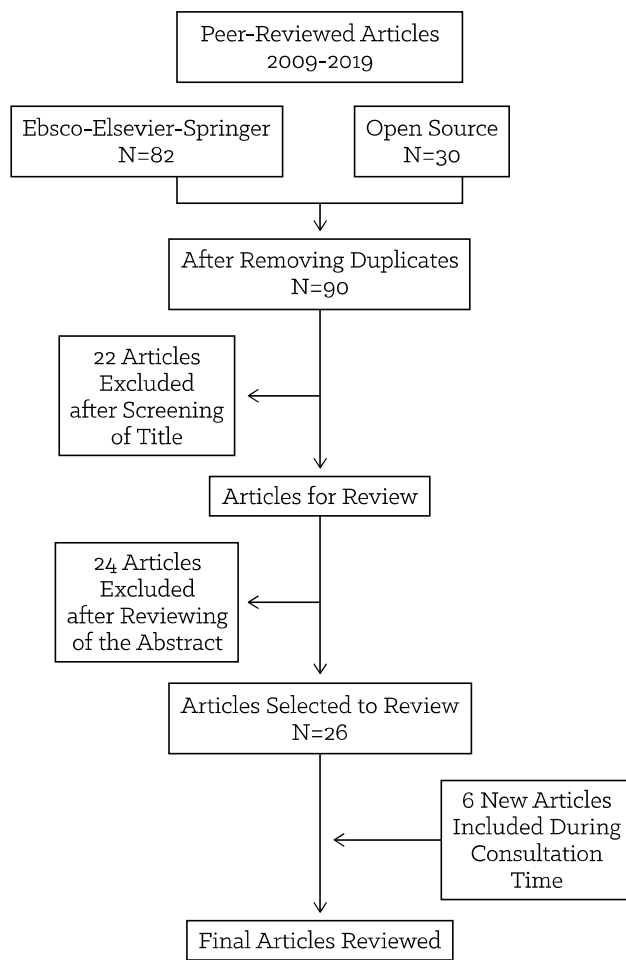 Peer-Reviewed Articles
2009-2019
Ebsco-Elsevier-Springer
N=82
Open Source
N=30
After Removing Duplicates
N=90
22 Articles
Excluded
after Screening
of Title
Articles for Review
24 Articles
Excluded
after Reviewing
of the Abstract
Articles Selected to Review
N=26
6 New Articles
Included During
Consultation
Time
Final Articles Reviewed